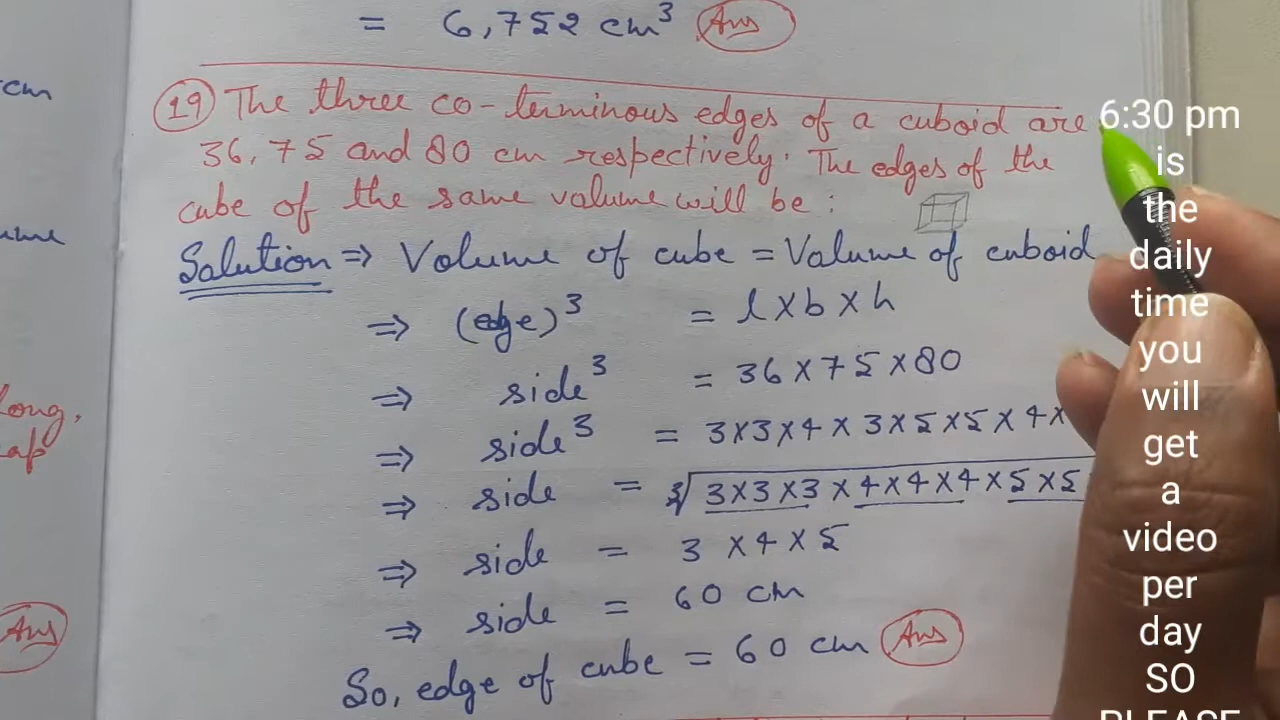 = 6,752 cm³ Ans
cm
19 The three co-terminous edges of a cuboid are
36, 75 and 80 cm respectively. The edges of the
cube of the same volume will be :
Solution ⇒ Volume of cube = Volume of cuboid
⇒ (edge)³ = l × b × h
⇒ side³ = 36 × 75 × 80
⇒ side³ = 3×3×4 × 3×5×5×4×
⇒ side = ∛3×3×3×4×4×4×5×5
⇒ side = 3 × 4 × 5
⇒ side = 60 cm
So, edge of cube = 60 cm Ans
long,
Ans
6:30 pm
is
the
daily
time
you
will
get
a
video
per
day
SO
PLEASE